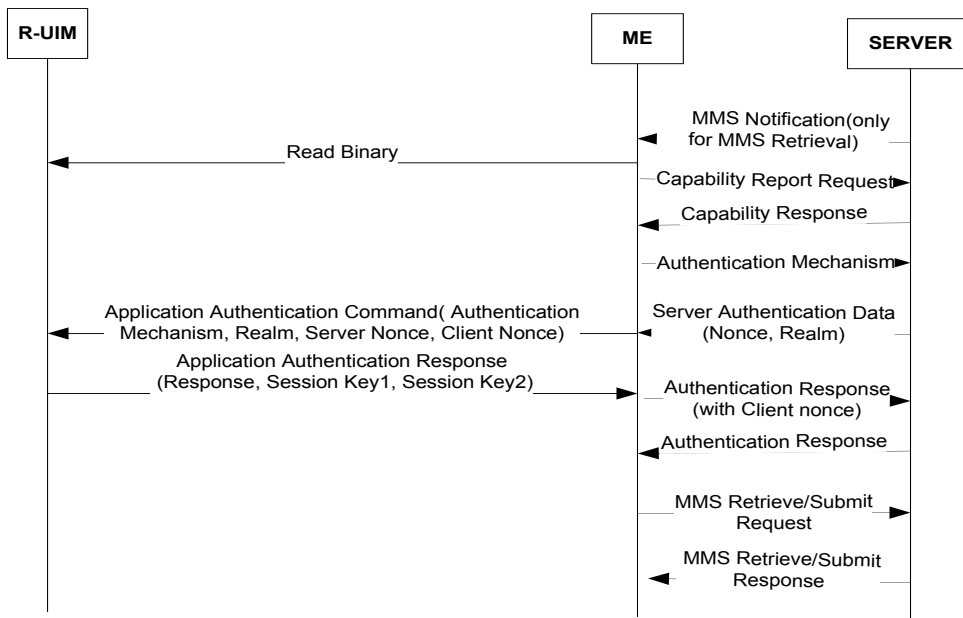 R-UIM
ME
SERVER
MMS Notification(only
for MMS Retrieval)
Read Binary
Capability Report Request
Capability Response
Authentication Mechanism
Application Authentication Command( Authentication
Mechanism, Realm, Server Nonce, Client Nonce)
Server Authentication Data
(Nonce, Realm)
Application Authentication Response
(Response, Session Key1, Session Key2)
Authentication Response
(with Client nonce)
Authentication Response
MMS Retrieve/Submit
Request
MMS Retrieve/Submit
Response